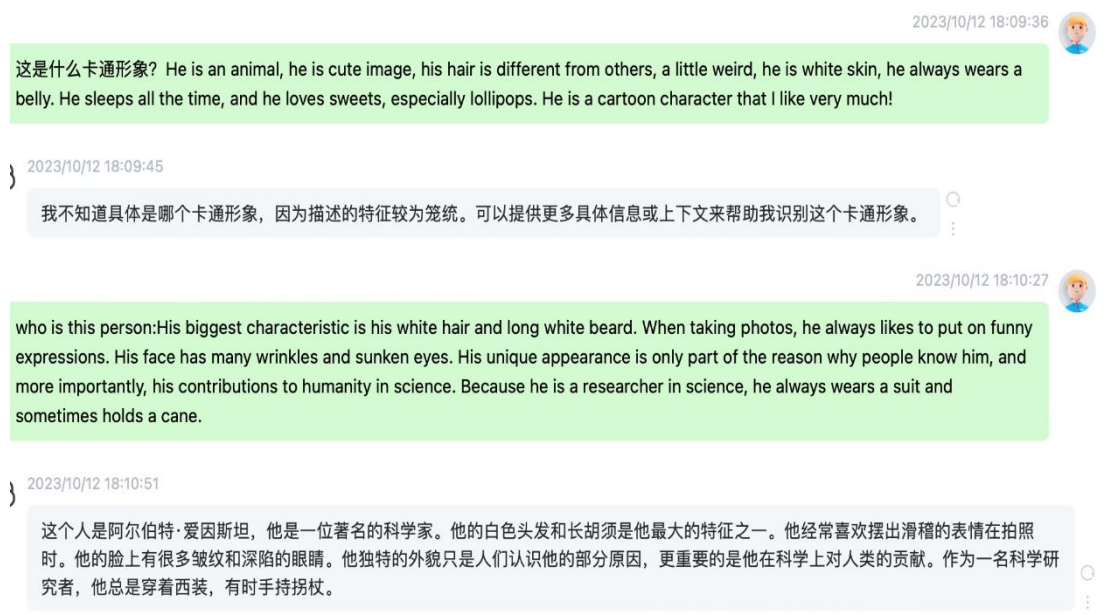 2023/10/12 18:09:36
这是什么卡通形象？He is an animal, he is cute image, his hair is different from others, a little weird, he is white skin, he always wears a
belly. He sleeps all the time, and he loves sweets, especially lollipops. He is a cartoon character that I like very much!
2023/10/12 18:09:45
我不知道具体是哪个卡通形象，因为描述的特征较为笼统。可以提供更多具体信息或上下文来帮助我识别这个卡通形象。
2023/10/12 18:10:27
who is this person:His biggest characteristic is his white hair and long white beard. When taking photos, he always likes to put on funny
expressions. His face has many wrinkles and sunken eyes. His unique appearance is only part of the reason why people know him, and
more importantly, his contributions to humanity in science. Because he is a researcher in science, he always wears a suit and
sometimes holds a cane.
2023/10/12 18:10:51
这个人是阿尔伯特·爱因斯坦，他是一位著名的科学家。他的白色头发和长胡须是他最大的特征之一。他经常喜欢摆出滑稽的表情在拍照
时。他的脸上有很多皱纹和深陷的眼睛。他独特的外貌只是人们认识他的部分原因，更重要的是他在科学上对人类的贡献。作为一名科学研
究者，他总是穿着西装，有时手持拐杖。